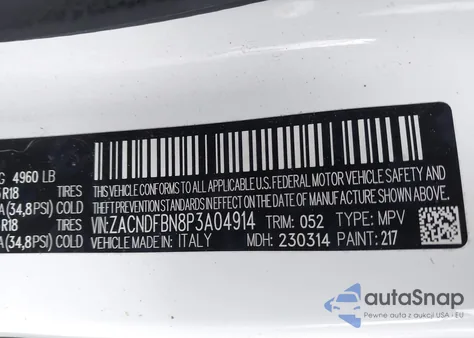 G 4960 LB
R18 TIRES THIS VEHICLE CONFORMS TO ALL APPLICABLE U.S. FEDERAL MOTOR VEHICLE SAFETY,
A (34,8PSI) COLD BUMPER, AND THEFT PREVENTION STANDARDS IN EFFECT ON THE DATE OF MANUFACTURE SHOWN ABOVE.
R18 TIRES VIN:ZACNDFBN8P3A04914 TRIM: 052 TYPE: MPV
A (34,8PSI) COLD VEHICLE MADE IN: ITALY MDH: 230314 PAINT: 217
autoSnap
Pewne auta z aukcji USA - EU